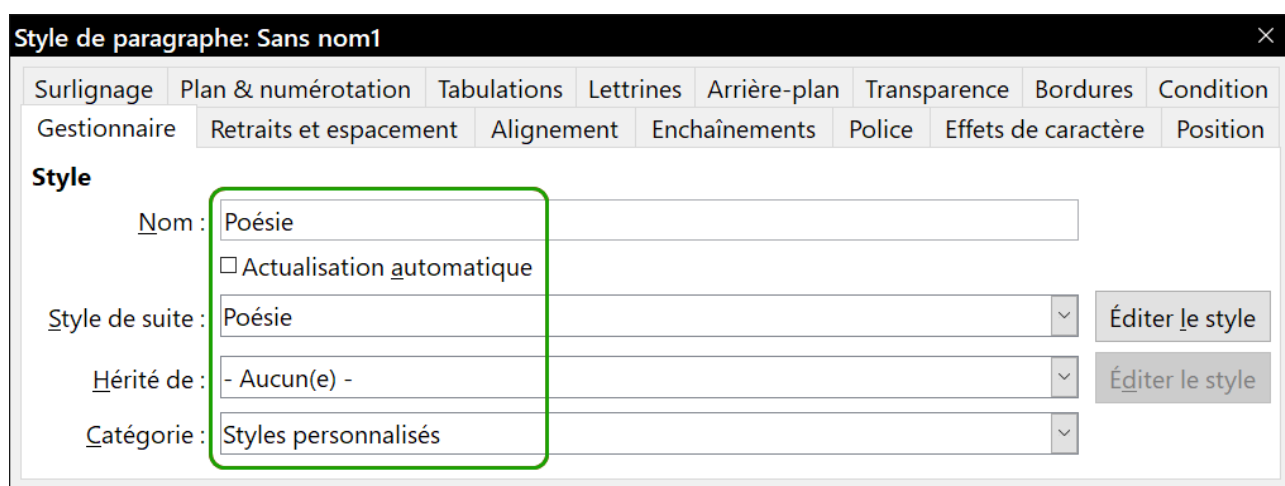 Style de paragraphe: Sans nom1
Surlignage Plan & numérotation Tabulations Lettrines Arrière-plan Transparence Bordures Condition
Gestionnaire Retraits et espacement Alignement Enchaînements Police Effets de caractère Position
Style
Nom : Poésie
Actualisation automatique
Style de suite : Poésie Éditer le style
Hérité de : - Aucun(e) - Éditer le style
Catégorie : Styles personnalisés